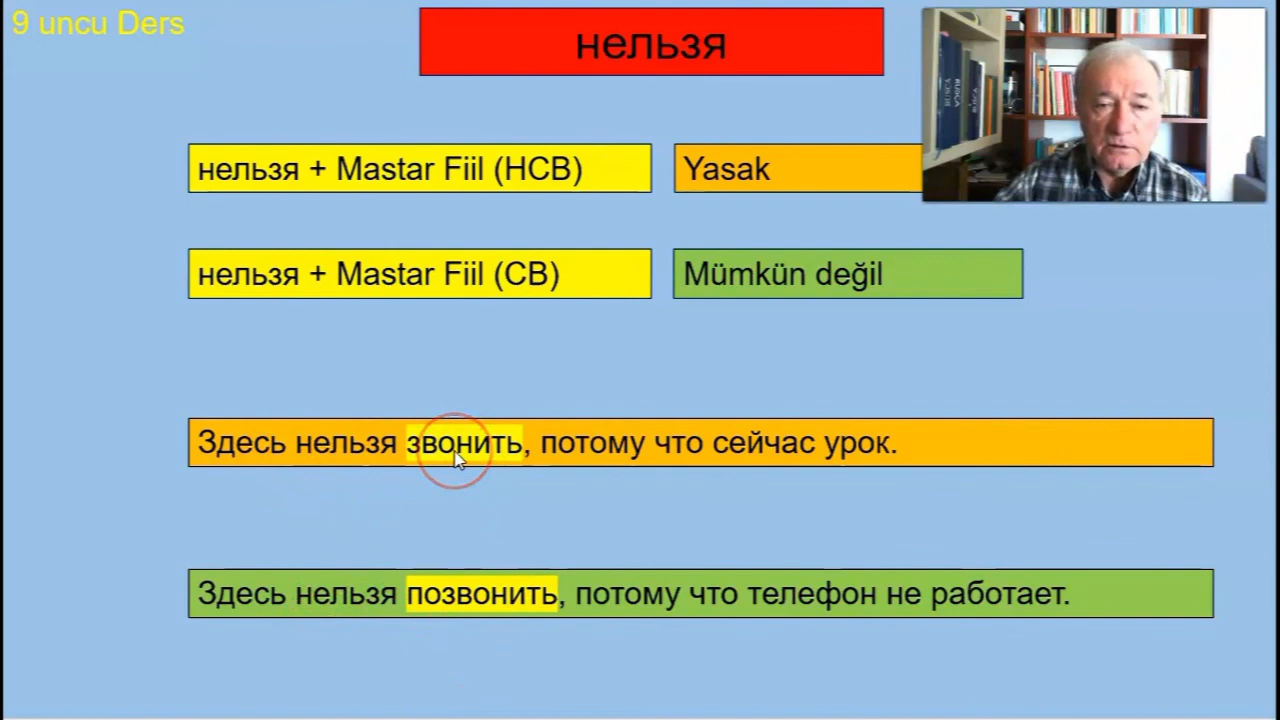 9 uncu Ders
нельзя
нельзя + Mastar Fiil (НСВ)
Yasak
нельзя + Mastar Fiil (СВ)
Mümkün değil
Здесь нельзя звонить, потому что сейчас урок.
Здесь нельзя позвонить, потому что телефон не работает.